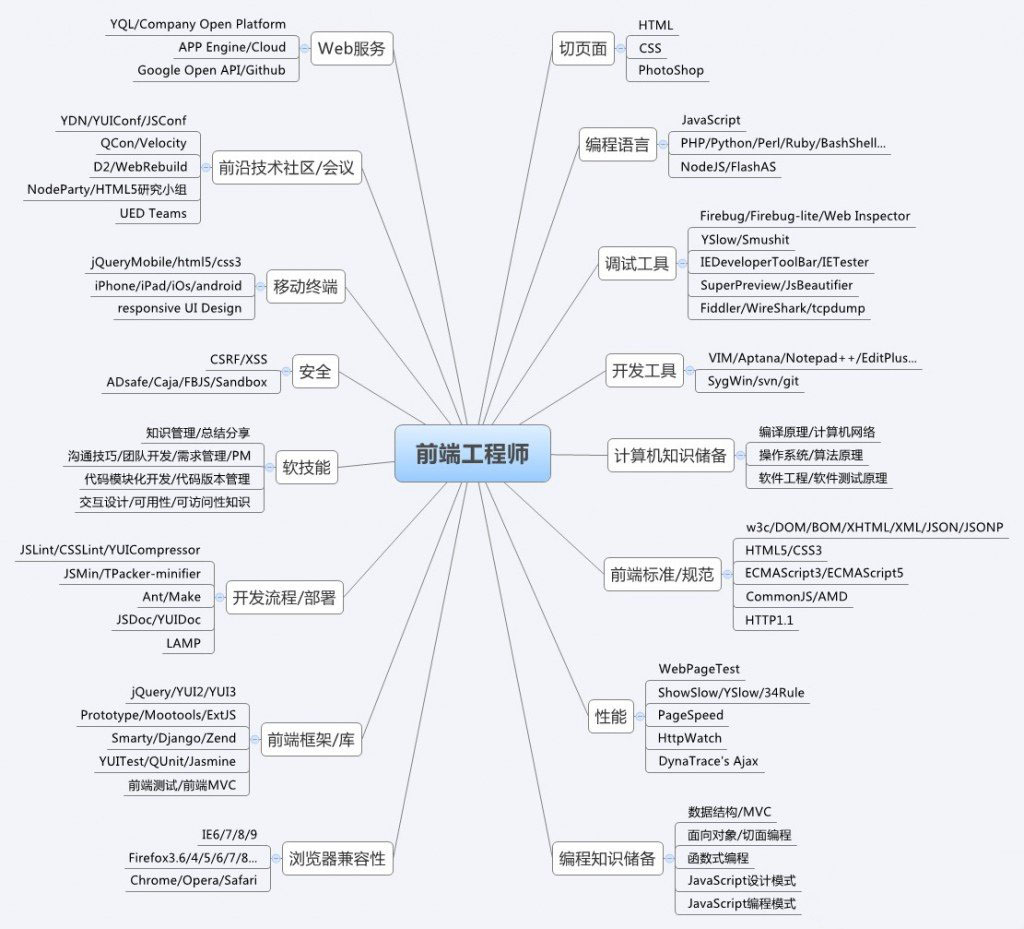 前端工程师
Web服务
YQL/Company Open Platform
APP Engine/Cloud
Google Open API/Github
前沿技术社区/会议
YDN/YUIConf/JSConf
QCon/Velocity
D2/WebRebuild
NodeParty/HTML5研究小组
UED Teams
移动终端
jQueryMobile/html5/css3
iPhone/iPad/iOs/android
responsive UI Design
安全
CSRF/XSS
ADsafe/Caja/FBJS/Sandbox
软技能
知识管理/总结分享
沟通技巧/团队开发/需求管理/PM
代码模块化开发/代码版本管理
交互设计/可用性/可访问性知识
开发流程/部署
JSLint/CSSLint/YUICompressor
JSMin/TPacker-minifier
Ant/Make
JSDoc/YUIDoc
LAMP
前端框架/库
jQuery/YUI2/YUI3
Prototype/Mootools/ExtJS
Smarty/Django/Zend
YUITest/QUnit/Jasmine
前端测试/前端MVC
浏览器兼容性
IE6/7/8/9
Firefox3.6/4/5/6/7/8...
Chrome/Opera/Safari
切页面
HTML
CSS
PhotoShop
编程语言
JavaScript
PHP/Python/Perl/Ruby/BashShell...
NodeJS/FlashAS
调试工具
Firebug/Firebug-lite/Web Inspector
YSlow/Smushit
IEDeveloperToolBar/IETester
SuperPreview/JsBeautifier
Fiddler/WireShark/tcpdump
开发工具
VIM/Aptana/Notepad++/EditPlus...
SygWin/svn/git
计算机知识储备
编译原理/计算机网络
操作系统/算法原理
软件工程/软件测试原理
前端标准/规范
w3c/DOM/BOM/XHTML/XML/JSON/JSONP
HTML5/CSS3
ECMAScript3/ECMAScript5
CommonJS/AMD
HTTP1.1
性能
WebPageTest
ShowSlow/YSlow/34Rule
PageSpeed
HttpWatch
DynaTrace's Ajax
编程知识储备
数据结构/MVC
面向对象/切面编程
函数式编程
JavaScript设计模式
JavaScript编程模式